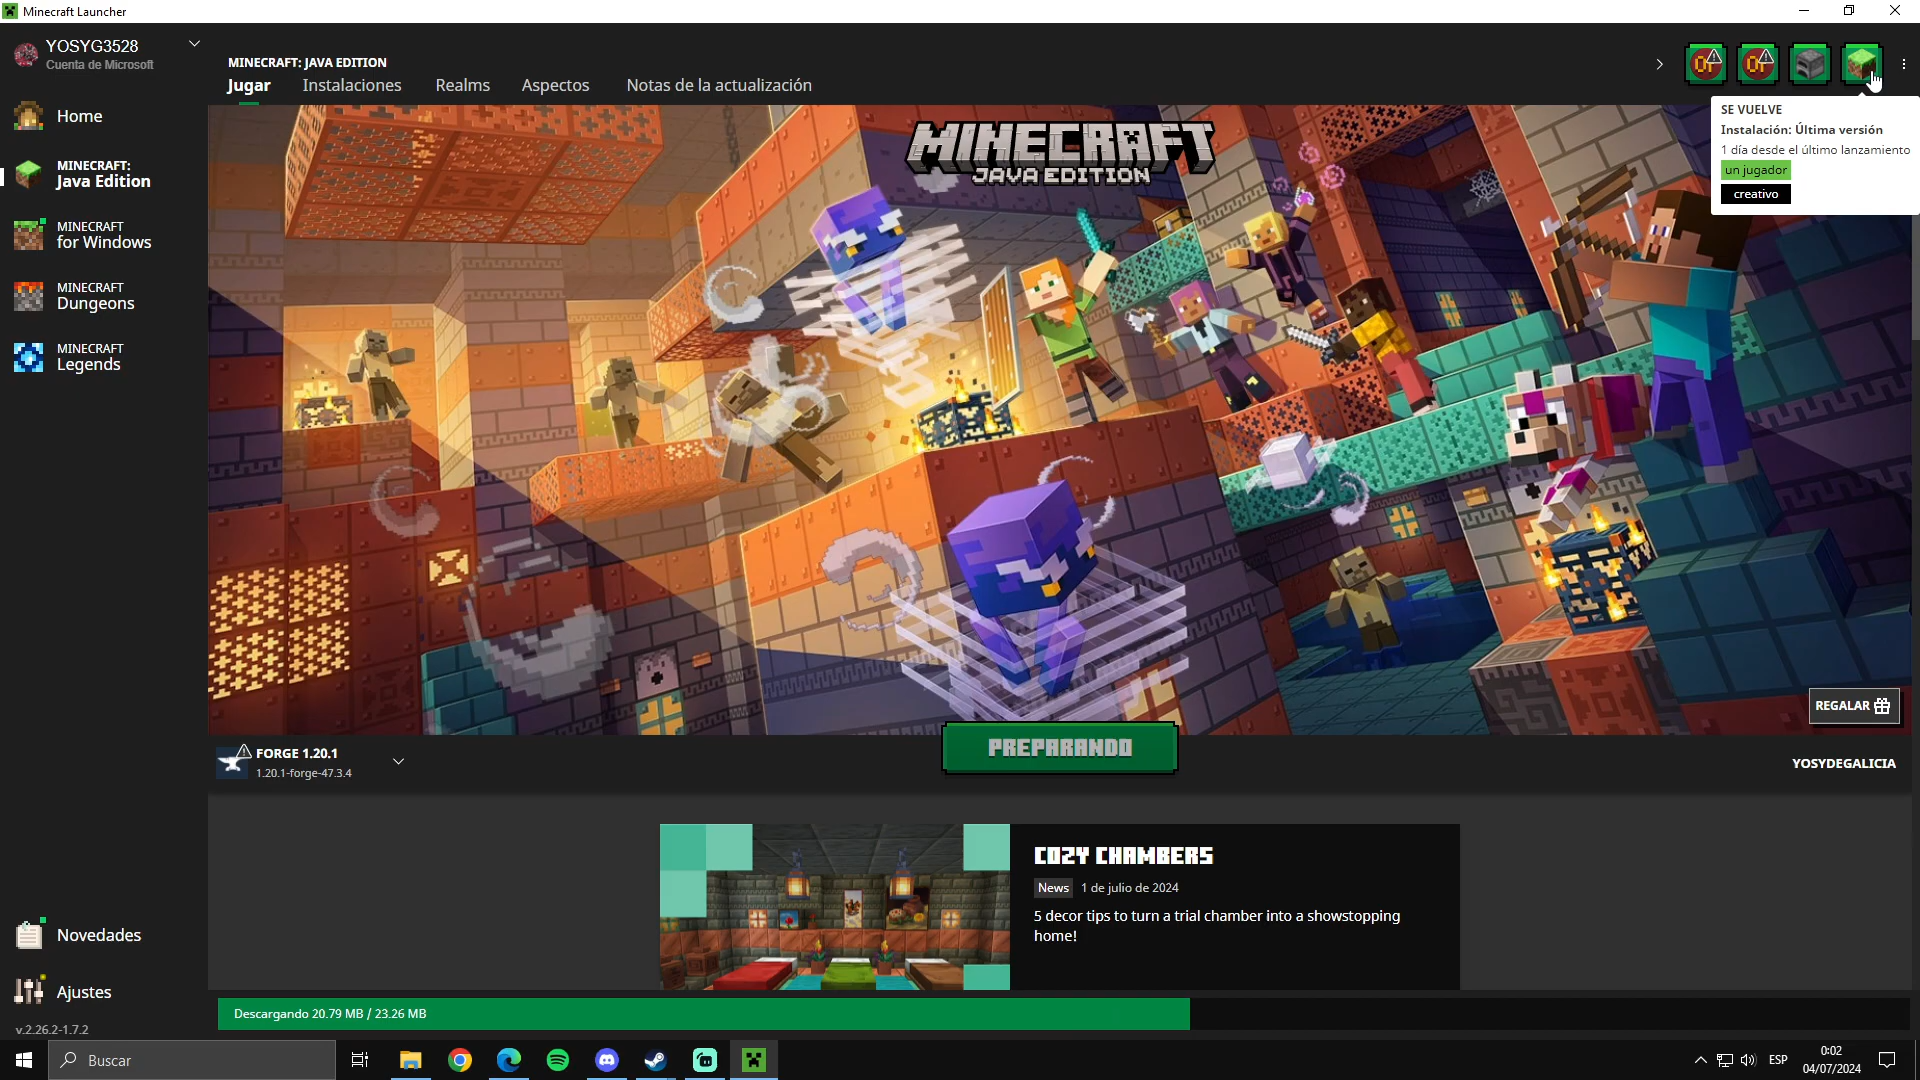 Minecraft Launcher
YOSYG3528
Cuenta de Microsoft
Home
MINECRAFT:
Java Edition
MINECRAFT
for Windows
MINECRAFT
Dungeons
MINECRAFT
Legends
Novedades
Ajustes
v.2.26.2-1.7.2
MINECRAFT: JAVA EDITION
Jugar
Instalaciones
Realms
Aspectos
Notas de la actualización
SE VUELVE
Instalación: Última versión
1 día desde el último lanzamiento
un jugador
creativo
MINECRAFT
JAVA EDITION
REGALAR
FORGE 1.20.1
1.20.1-forge-47.3.4
PREPARANDO
YOSYDEGALICIA
COZY CHAMBERS
News 1 de julio de 2024
5 decor tips to turn a trial chamber into a showstopping
home!
Descargando 20.79 MB / 23.26 MB
Buscar
ESP
0:02
04/07/2024